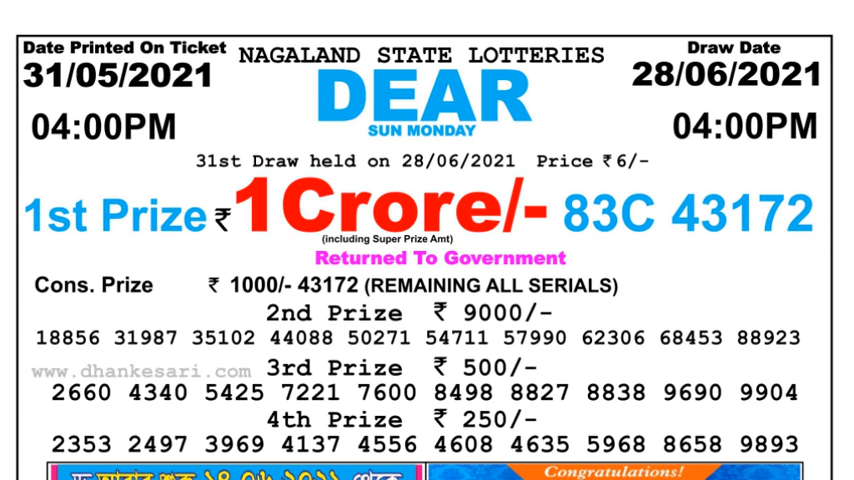 Date Printed On Ticket NAGALAND STATE LOTTERIES Draw Date
31/05/2021 DEAR 28/06/2021
04:00PM SUN MONDAY 04:00PM
31st Draw held on 28/06/2021 Price ₹6/-
1st Prize ₹1Crore/- 83C 43172
(including Super Prize Amt)
Returned To Government
Cons. Prize ₹ 1000/- 43172 (REMAINING ALL SERIALS)
2nd Prize ₹ 9000/-
18856 31987 35102 44088 50271 54711 57990 62306 68453 88923
www.dhankesari.com 3rd Prize ₹ 500/-
2660 4340 5425 7221 7600 8498 8827 8838 9690 9904
4th Prize ₹ 250/-
2353 2497 3969 4137 4556 4608 4635 5968 8658 9893
Congratulations!